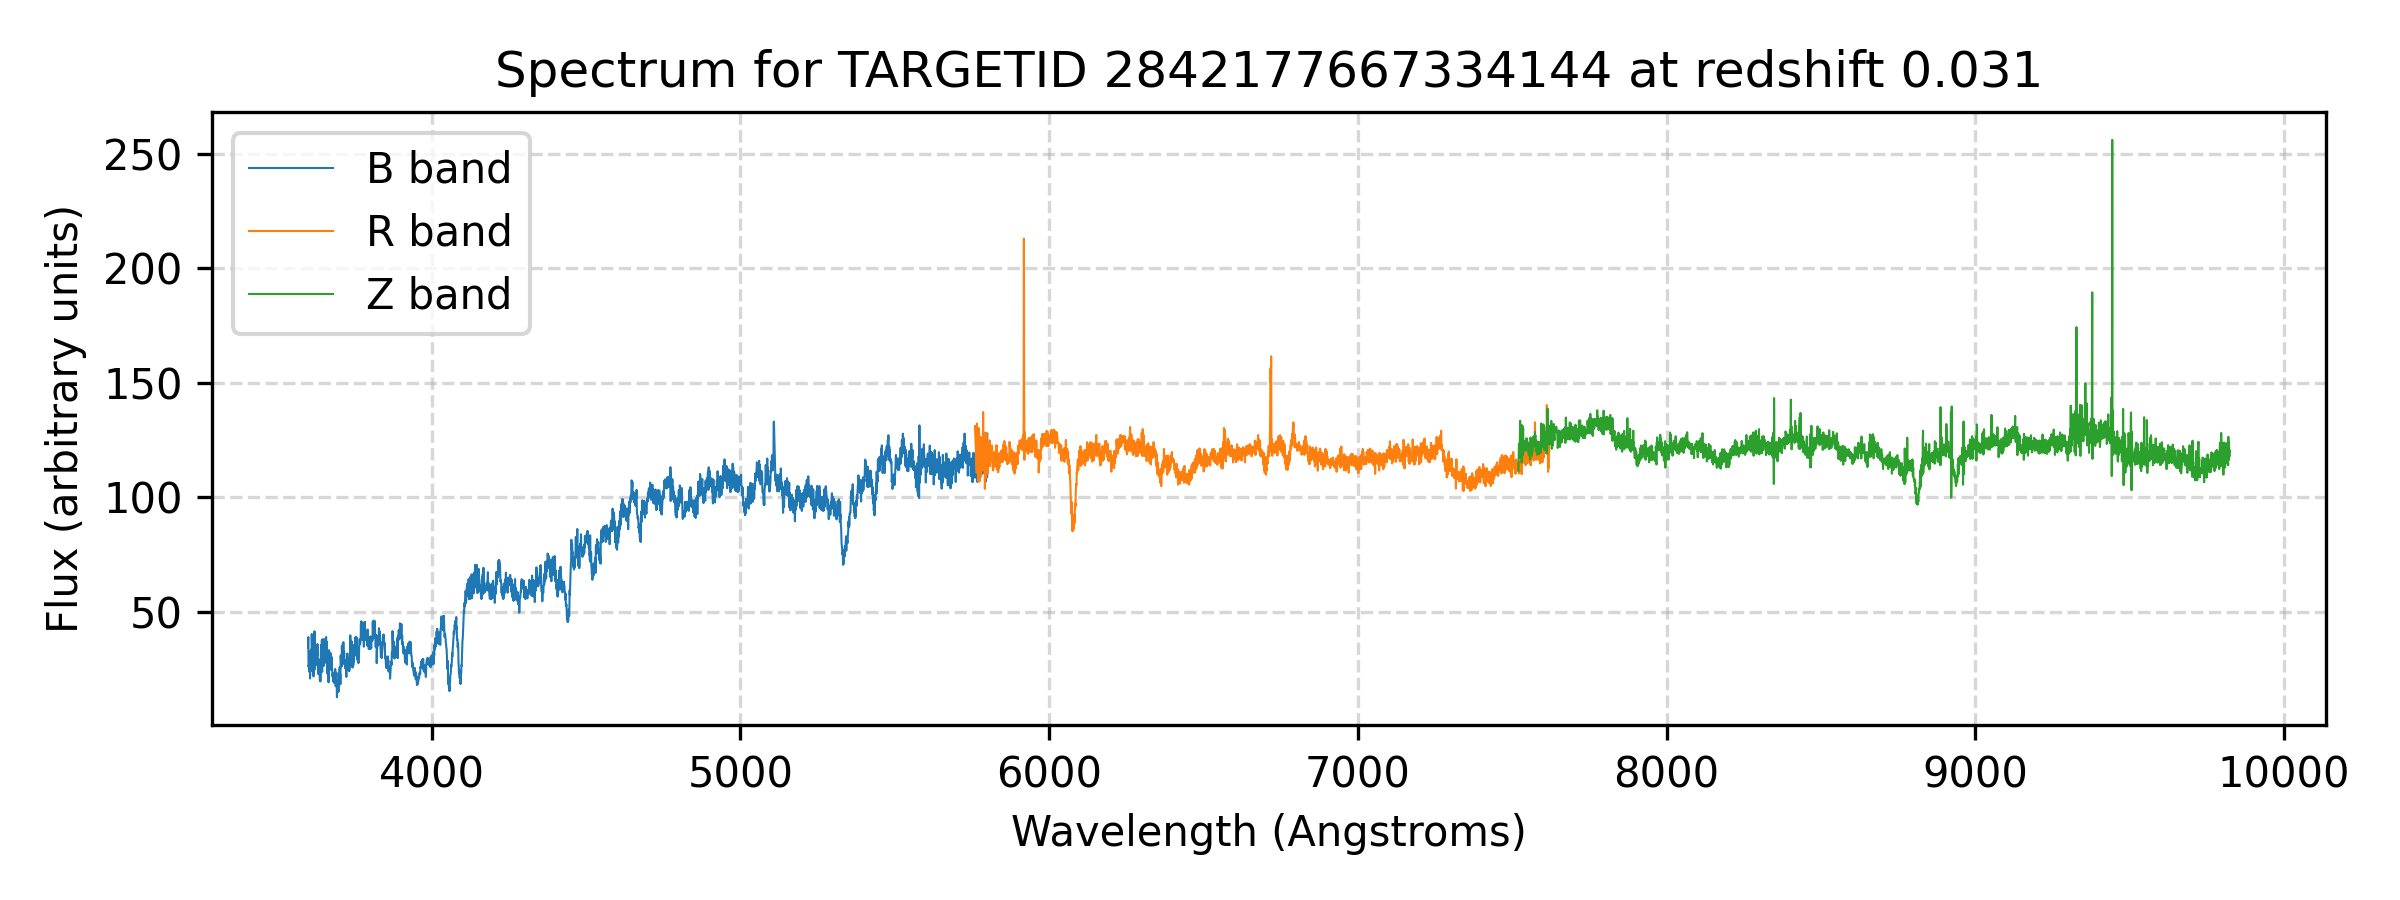 Spectrum for TARGETID 2842177667334144 at redshift 0.031
B band
R band
Z band
Flux (arbitrary units)
250
200
150
100
50
4000 5000 6000 7000 8000 9000 10000
Wavelength (Angstroms)